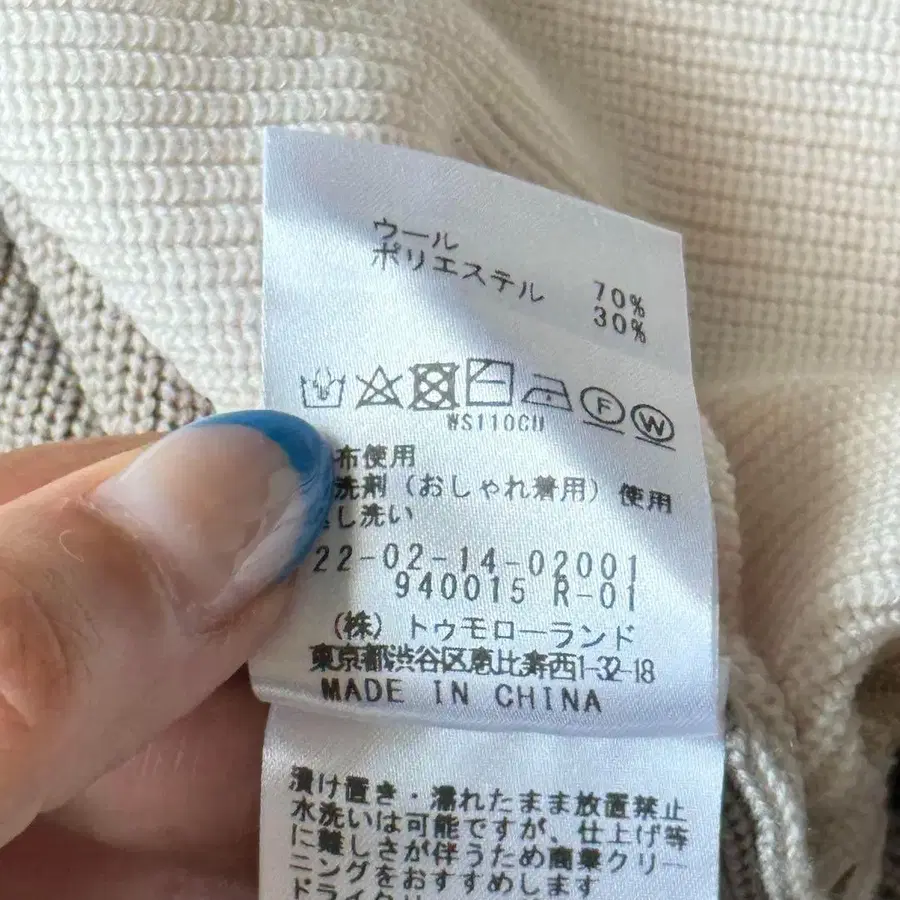 ウール
ポリエステル
70%
30%
F W
WS110CU
布使用
洗剤（おしゃれ着用）使用
し洗い
22-02-14-02001
940015 R-01
（株）トゥモローランド
東京都渋谷区恵比寿西1-32-18
MADE IN CHINA
漬け置き・濡れたまま放置禁止
水洗いは可能ですが、仕上げ等
に難しさが伴うため商業クリー
ニングをおすすめします
ドライクリ